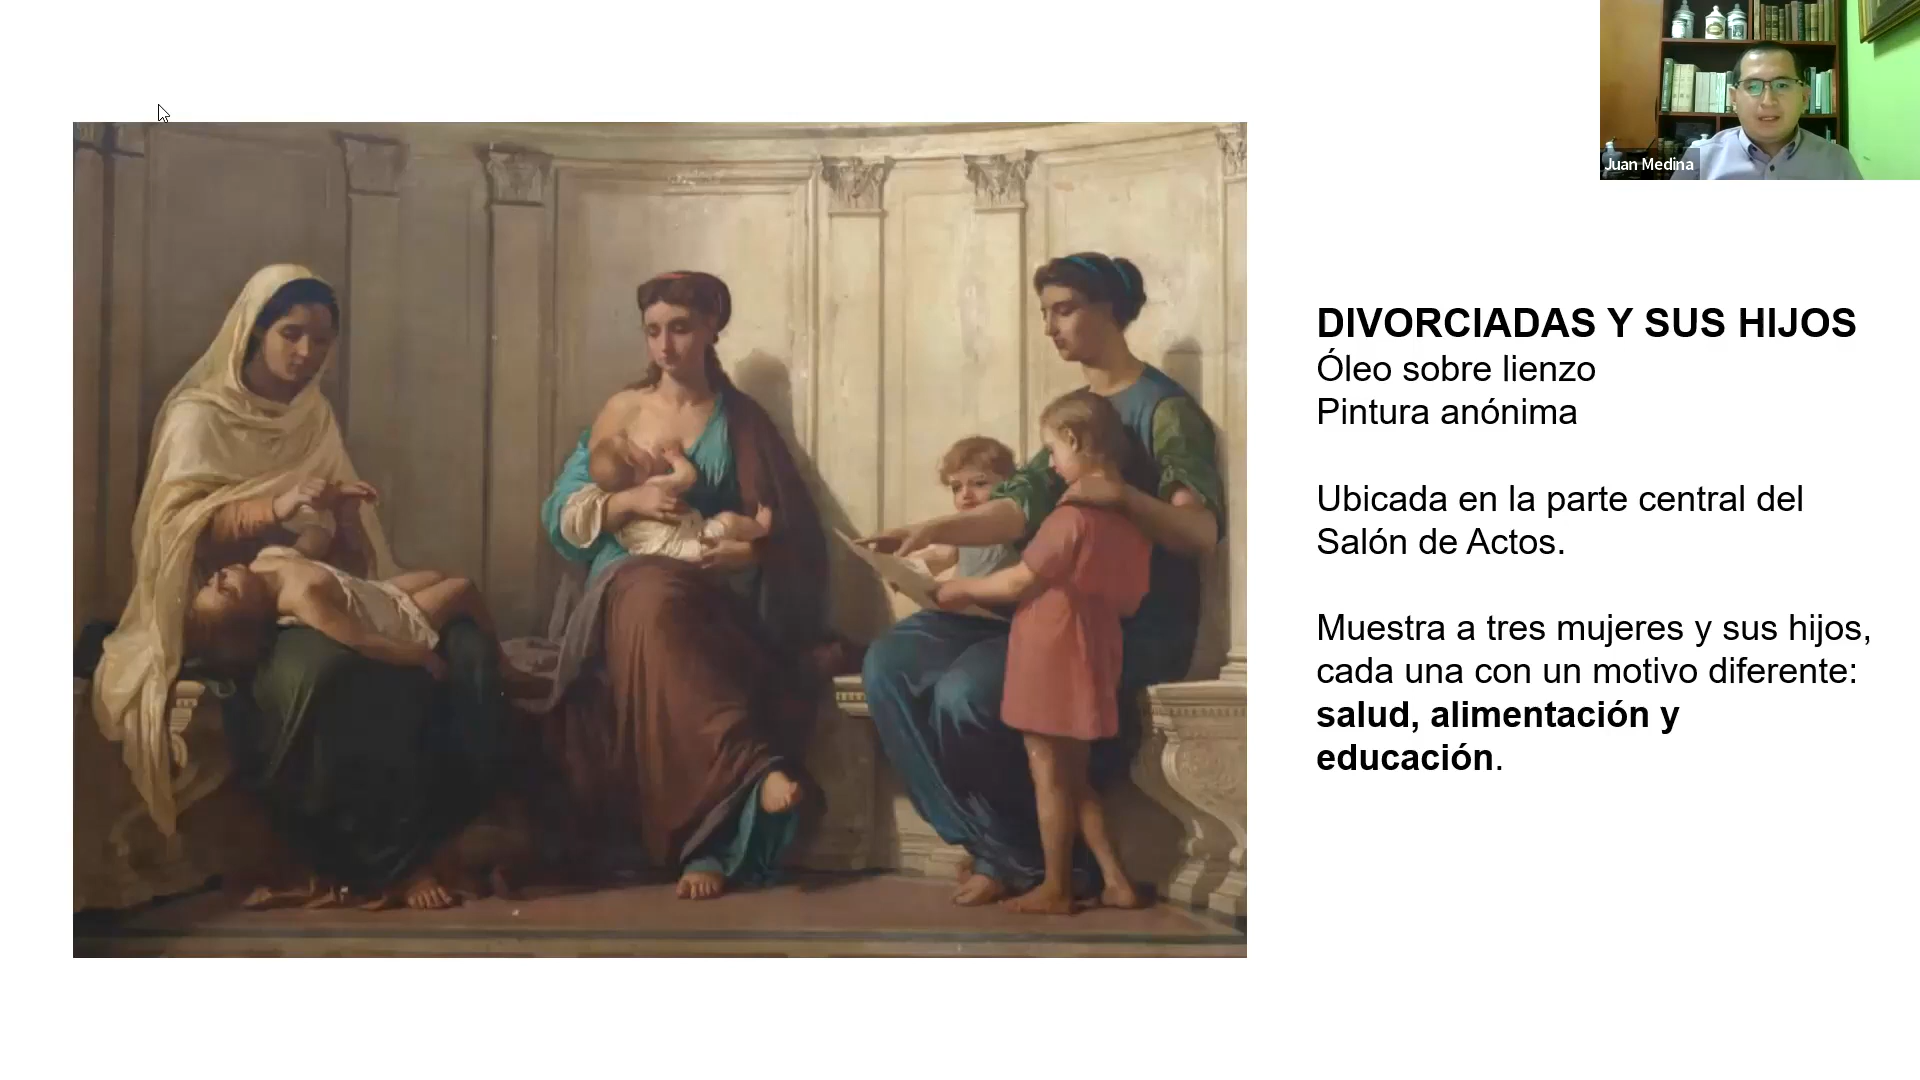 Juan Medina
DIVORCIADAS Y SUS HIJOS
Óleo sobre lienzo
Pintura anónima
Ubicada en la parte central del
Salón de Actos.
Muestra a tres mujeres y sus hijos,
cada una con un motivo diferente:
salud, alimentación y
educación.